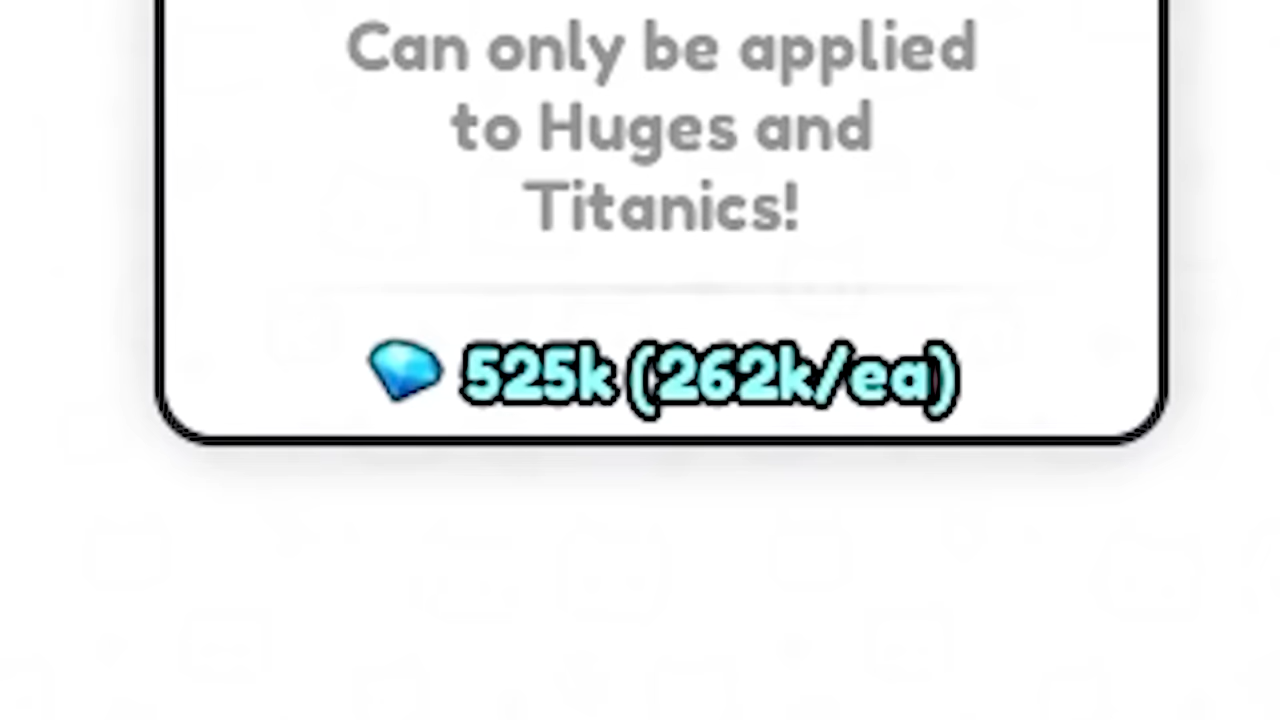 Can only be applied
to Huges and
Titanics!
525k (262k/ea)